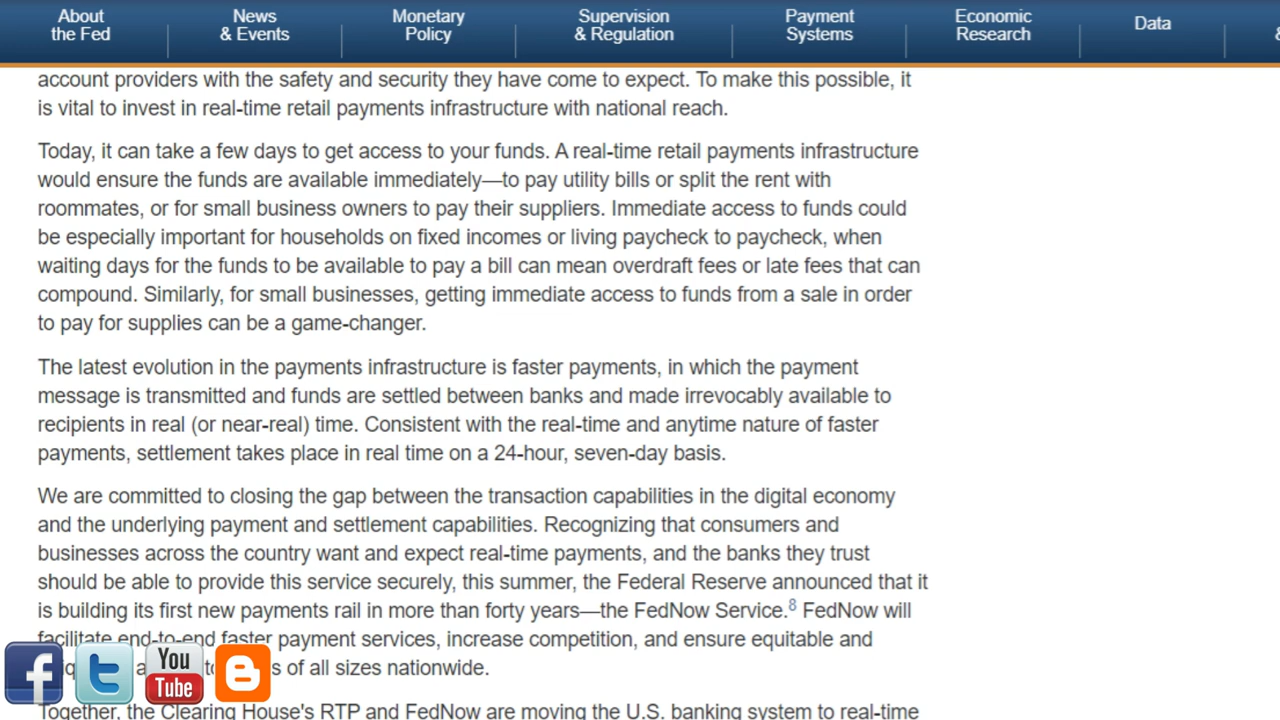 About the Fed
News & Events
Monetary Policy
Supervision & Regulation
Payment Systems
Economic Research
Data
&
account providers with the safety and security they have come to expect. To make this possible, it
is vital to invest in real-time retail payments infrastructure with national reach.
Today, it can take a few days to get access to your funds. A real-time retail payments infrastructure
would ensure the funds are available immediately—to pay utility bills or split the rent with
roommates, or for small business owners to pay their suppliers. Immediate access to funds could
be especially important for households on fixed incomes or living paycheck to paycheck, when
waiting days for the funds to be available to pay a bill can mean overdraft fees or late fees that can
compound. Similarly, for small businesses, getting immediate access to funds from a sale in order
to pay for supplies can be a game-changer.
The latest evolution in the payments infrastructure is faster payments, in which the payment
message is transmitted and funds are settled between banks and made irrevocably available to
recipients in real (or near-real) time. Consistent with the real-time and anytime nature of faster
payments, settlement takes place in real time on a 24-hour, seven-day basis.
We are committed to closing the gap between the transaction capabilities in the digital economy
and the underlying payment and settlement capabilities. Recognizing that consumers and
businesses across the country want and expect real-time payments, and the banks they trust
should be able to provide this service securely, this summer, the Federal Reserve announced that it
is building its first new payments rail in more than forty years—the FedNow Service.8 FedNow will
facilitate end-to-end faster payment services, increase competition, and ensure equitable and
of all sizes nationwide.
You Tube
Together, the Clearing House's RTP and FedNow are moving the U.S. banking system to real-time